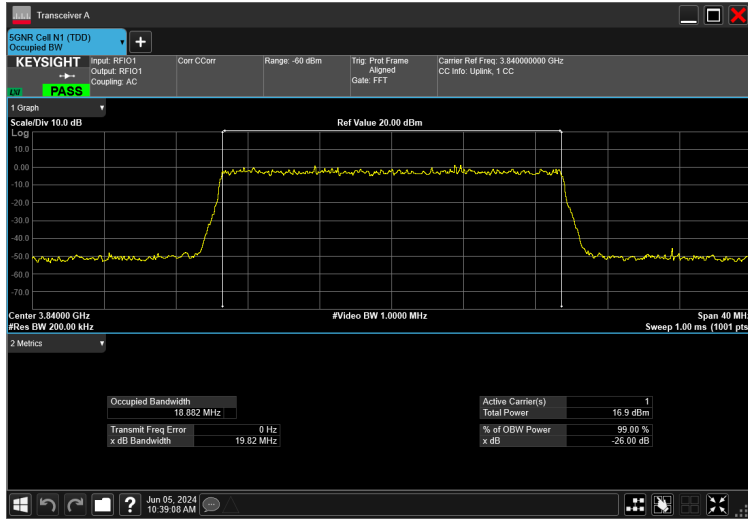 Transceiver A
5GNR Cell N1 (TDD)
Occupied BW
KEYSIGHT
PASS
Input: RFIO1
Output: RFIO1
Coupling: AC
Corr CCorr
Range: -60 dBm
Trig: Prot Frame
Aligned
Gate: FFT
Carrier Ref Freq: 3.840000000 GHz
CC Info: Uplink, 1 CC
1 Graph
Scale/Div 10.0 dB
Ref Value 20.00 dBm
Log
10.0
0.00
-10.0
-20.0
-30.0
-40.0
-50.0
-60.0
-70.0
Center 3.84000 GHz
#Video BW 1.0000 MHz
Span 40 MHz
#Res BW 200.00 kHz
Sweep 1.00 ms (1001 pts
2 Metrics
Occupied Bandwidth
18.882 MHz
Transmit Freq Error 0 Hz
x dB Bandwidth 19.82 MHz
Active Carrier(s) 1
Total Power 16.9 dBm
% of OBW Power 99.00 %
x dB -26.00 dB
Jun 05, 2024
10:39:08 AM